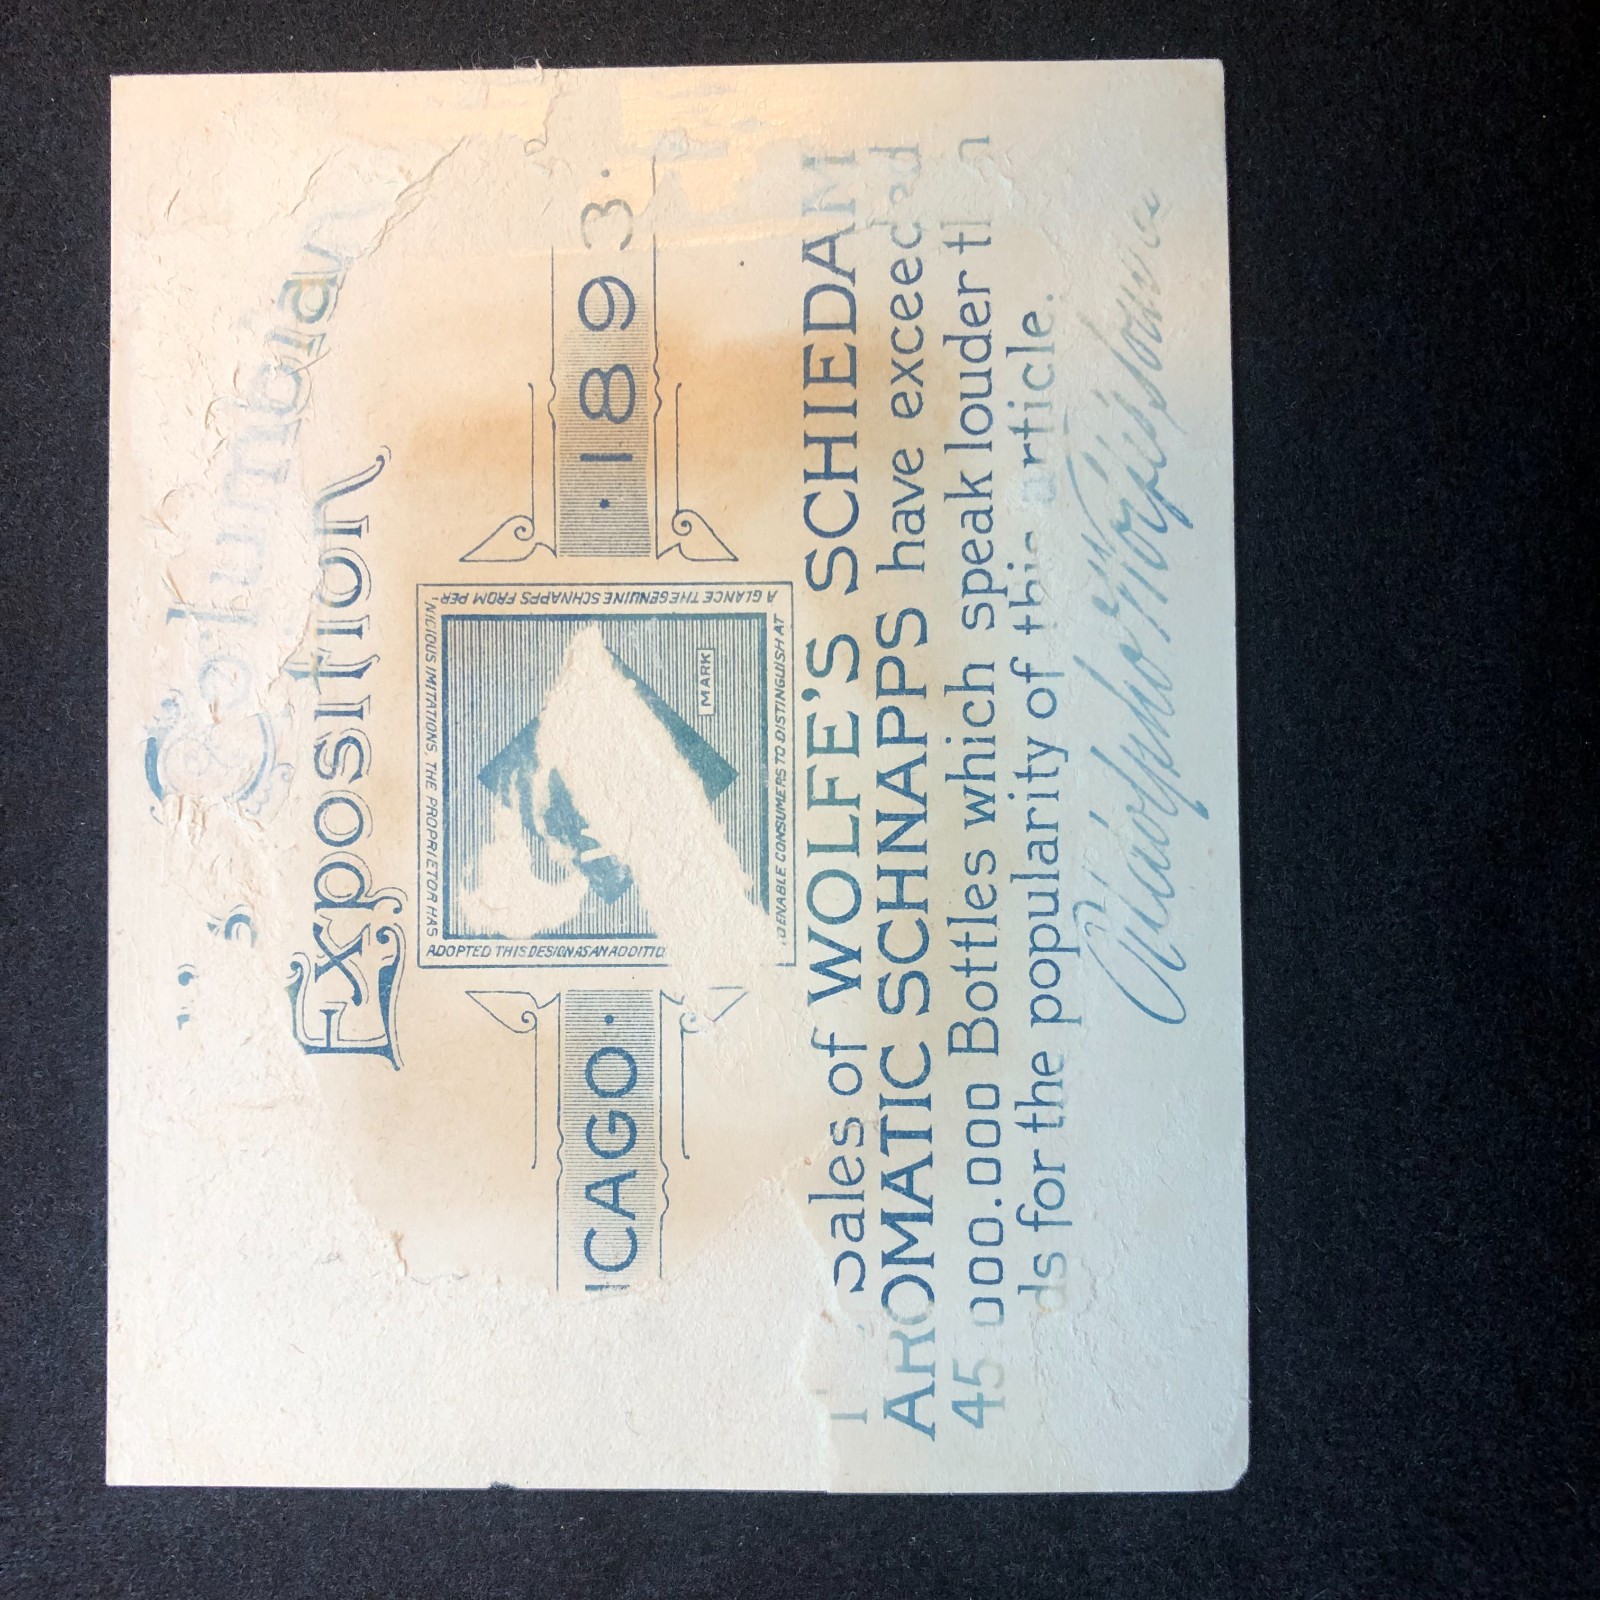 Columbian
Exposition
ICAGO. · 1893.
A GLANCE THE GENUINE SCHNAPPS FROM PER-
NICIOUS IMITATIONS. THE PROPRIETOR HAS
ADOPTED THIS DESIGN AS AN ADDITIO
ENABLE CONSUMERS TO DISTINGUISH AT
MARK
Sales of WOLFE'S SCHIEDAM
AROMATIC SCHNAPPS have exceeded
45 000.000 Bottles which speak louder th n
ds for the popularity of this article.